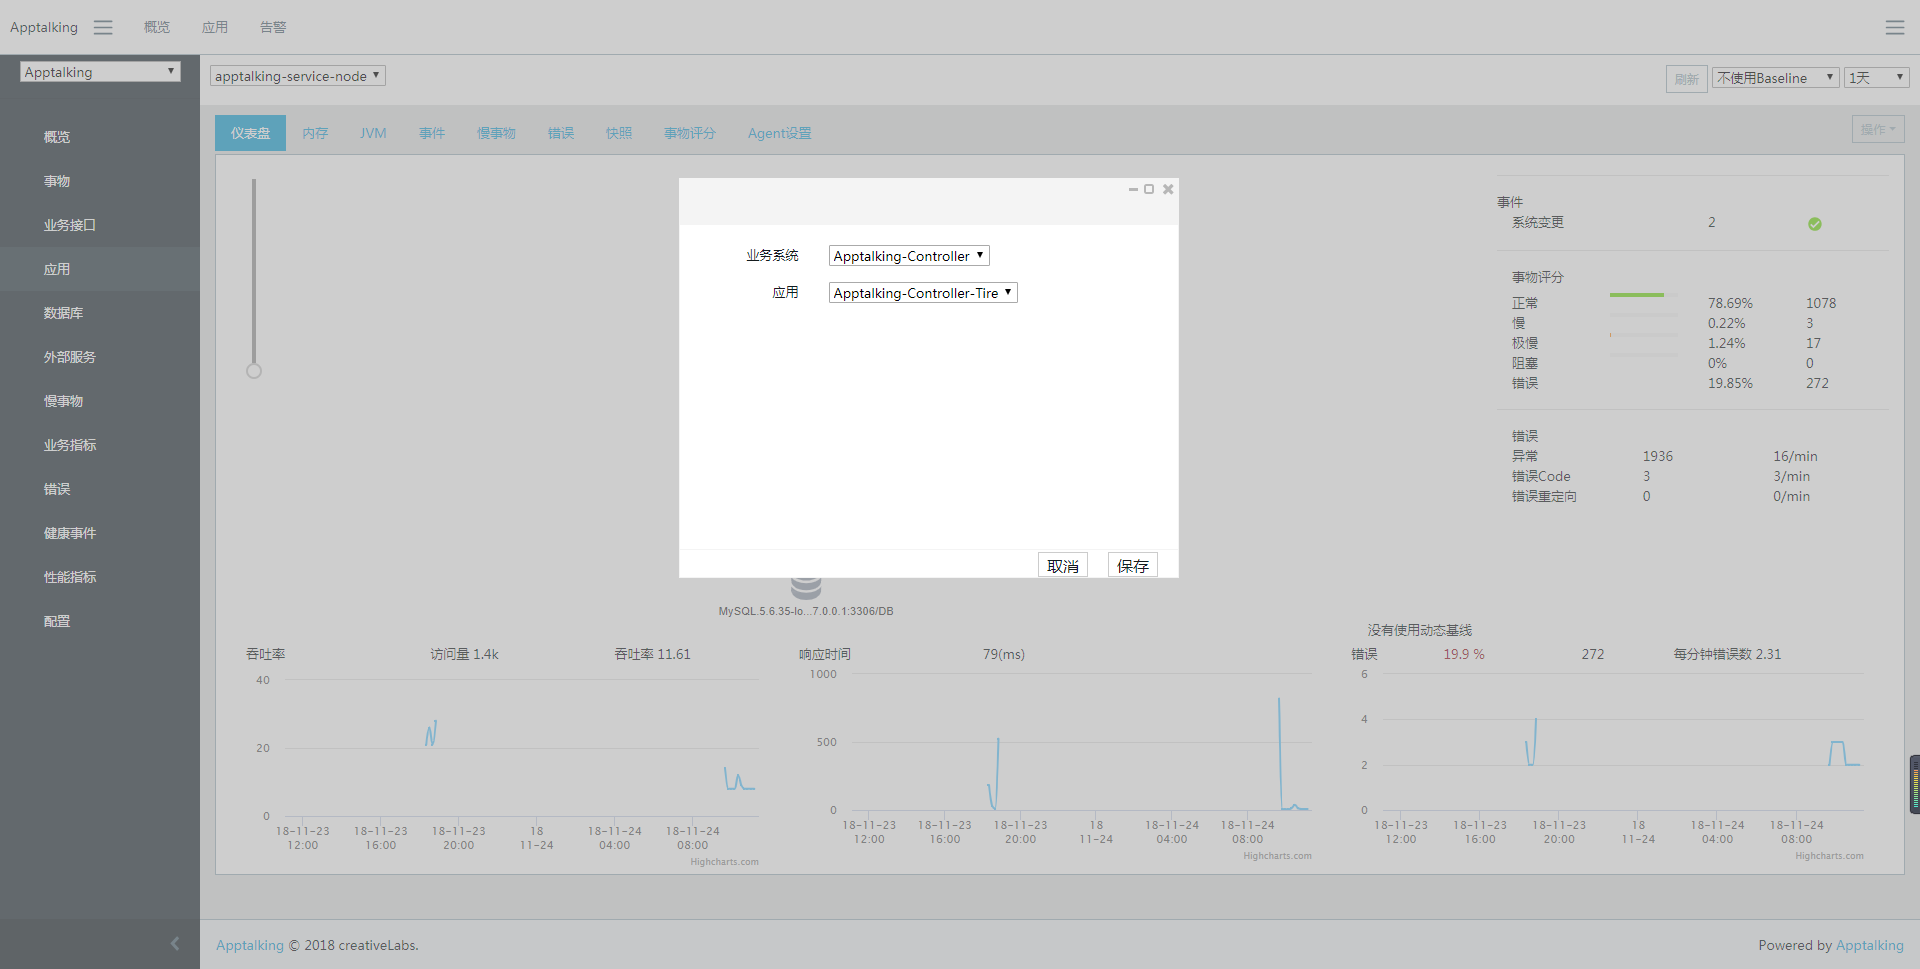 Apptalking 概览 应用 告警
Apptalking
apptalking-service-node
刷新 不使用Baseline 1天
仪表盘 内存 JVM 事件 慢事物 错误 快照 事物评分 Agent设置
操作
概览
事物
业务接口
应用
数据库
外部服务
慢事物
业务指标
错误
健康事件
性能指标
配置
业务系统 Apptalking-Controller
应用 Apptalking-Controller-Tire
取消 保存
事件
系统变更 2
事物评分
正常 78.69% 1078
慢 0.22% 3
极慢 1.24% 17
阻塞 0% 0
错误 19.85% 272
错误
异常 1936 16/min
错误Code 3 3/min
错误重定向 0 0/min
MySQL.5.6.35-lo...7.0.0.1:3306/DB
吞吐率 访问量 1.4k 吞吐率 11.61
40
20
0
18-11-23 18-11-23 18-11-23 18 18-11-24 18-11-24
12:00 16:00 20:00 11-24 04:00 08:00
Highcharts.com
响应时间 79(ms)
1000
500
0
18-11-23 18-11-23 18-11-23 18 18-11-24 18-11-24
12:00 16:00 20:00 11-24 04:00 08:00
Highcharts.com
没有使用动态基线
错误 19.9 % 272 每分钟错误数 2.31
6
4
2
0
18-11-23 18-11-23 18-11-23 18 18-11-24 18-11-24
12:00 16:00 20:00 11-24 04:00 08:00
Highcharts.com
Apptalking © 2018 creativeLabs.
Powered by Apptalking